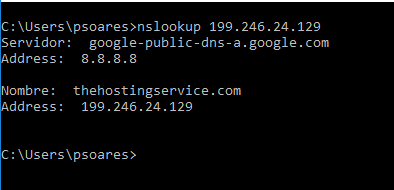 C:\Users\psoares>nslookup 199.246.24.129
Servidor:  google-public-dns-a.google.com
Address:  8.8.8.8
Nombre:  thehostingservice.com
Address:  199.246.24.129
C:\Users\psoares>